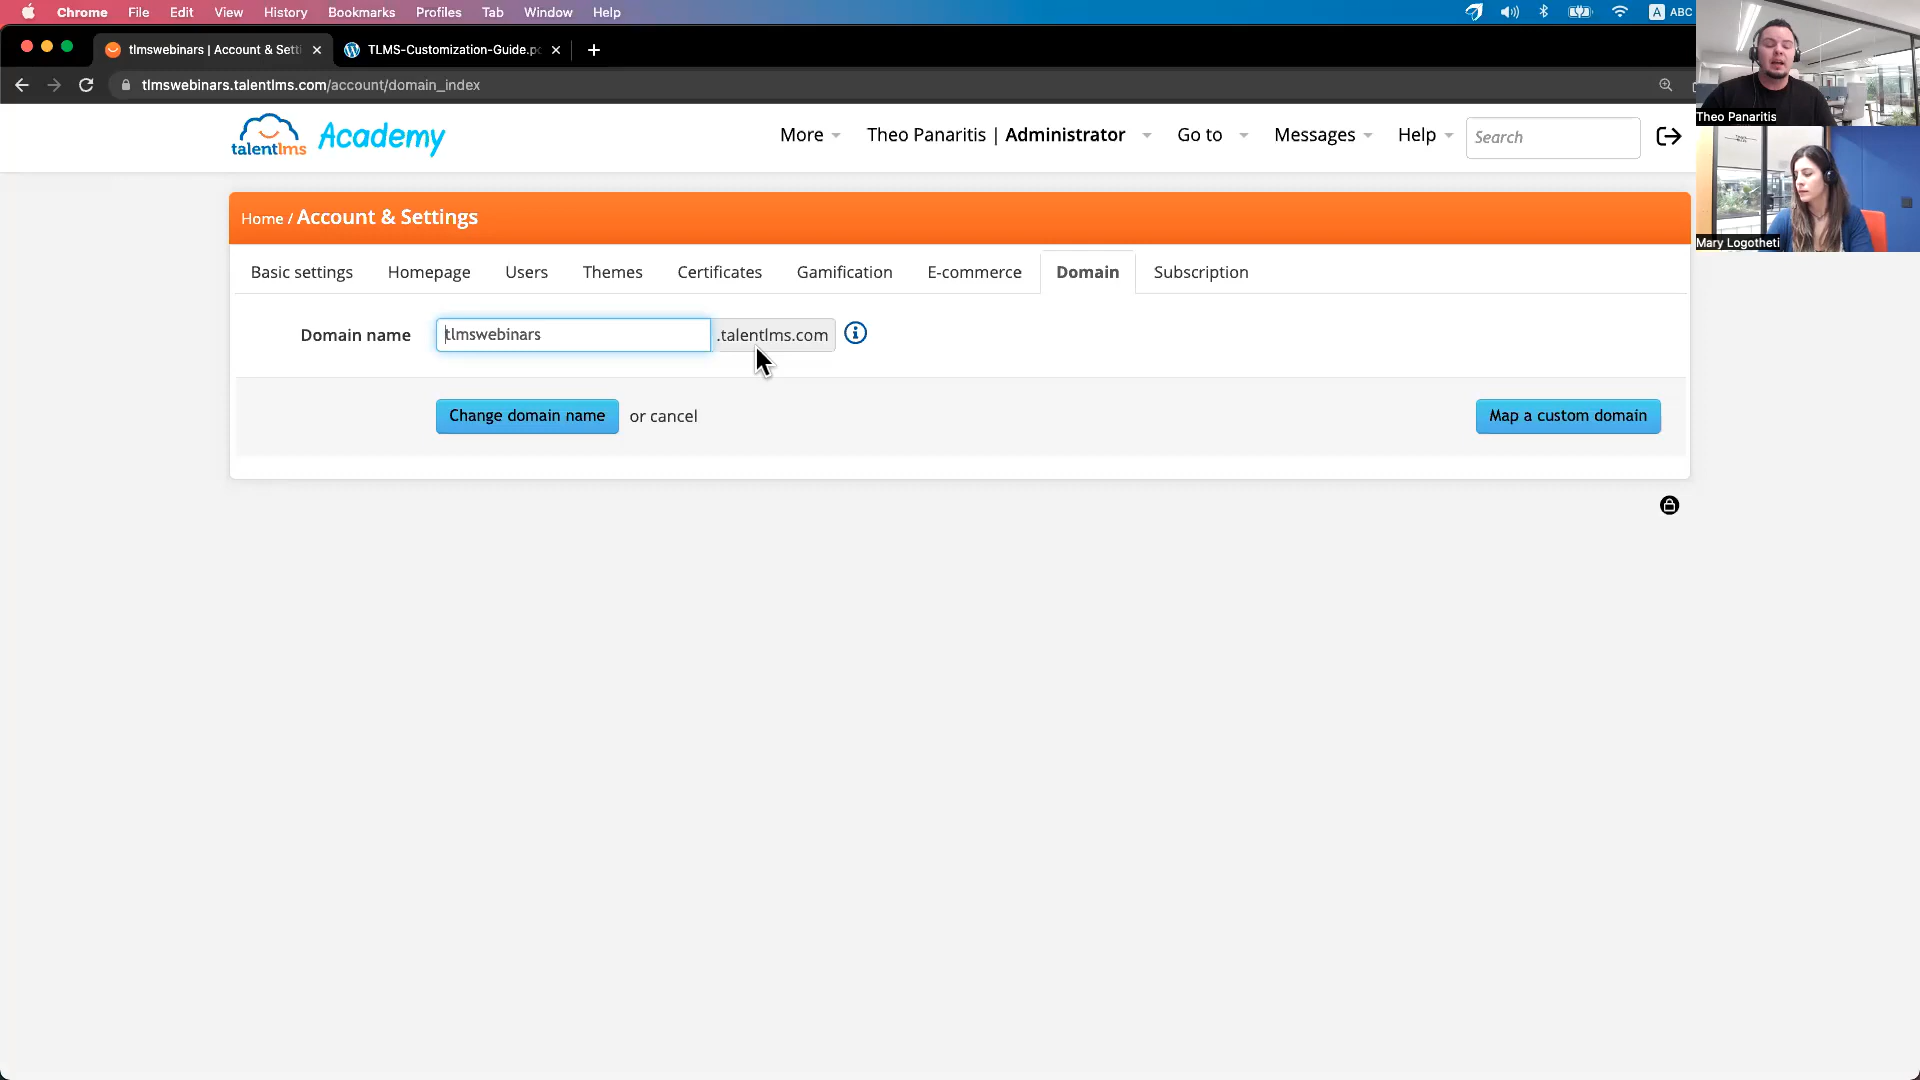 Chrome File Edit View History Bookmarks Profiles Tab Window Help A ABC
tlmswebinars | Account & Setti TLMS-Customization-Guide.pd
tlmswebinars.talentlms.com/account/domain_index
talentlms Academy More Theo Panaritis | Administrator Go to Messages Help Search
Theo Panaritis
Mary Logotheti
Home / Account & Settings
Basic settings Homepage Users Themes Certificates Gamification E-commerce Domain Subscription
Domain name tlmswebinars .talentlms.com
Change domain name or cancel Map a custom domain